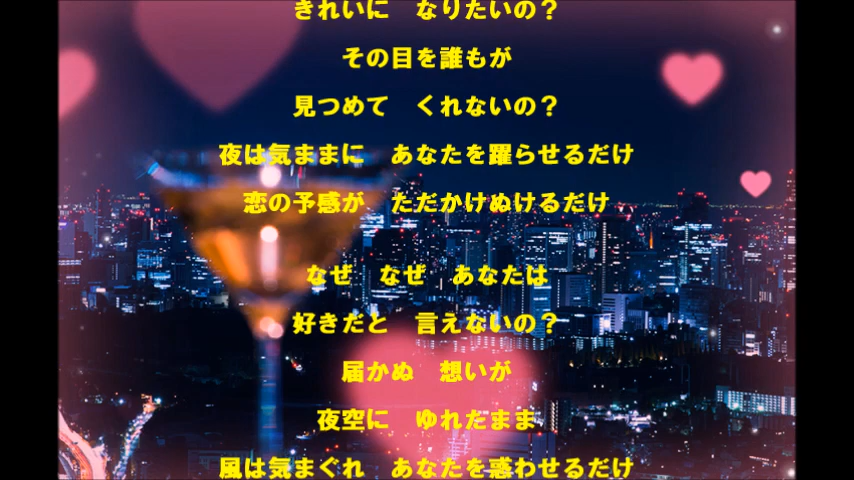 きれいに　なりたいの？
その目を誰もが
見つめて　くれないの？
夜は気ままに　あなたを躍らせるだけ
恋の予感が　ただかけぬけるだけ
なぜ　なぜ　あなたは
好きだと　言えないの？
届かぬ　想いが
夜空に　ゆれたまま
風は気まぐれ　あなたを惑わせるだけ